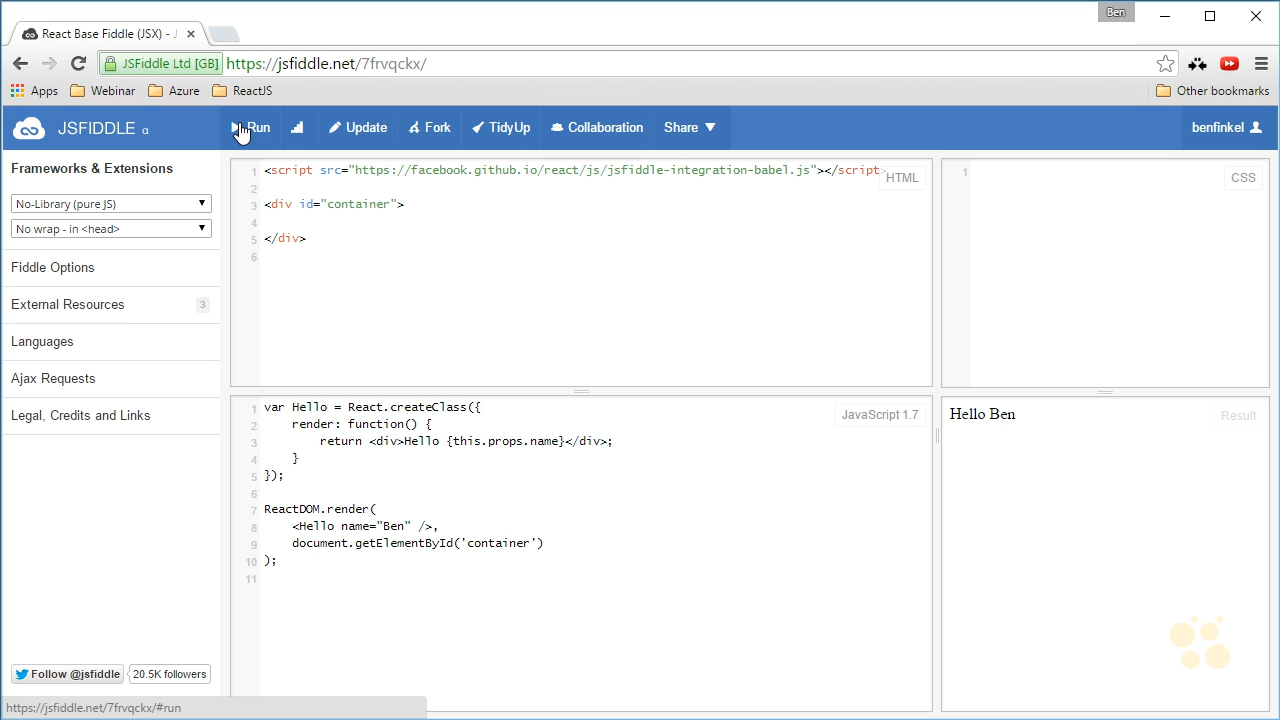 Ben
React Base Fiddle (JSX) - J
JSFiddle Ltd [GB] https://jsfiddle.net/7frvqckx/
Apps Webinar Azure ReactJS Other bookmarks
JSFIDDLE α Run Update Fork TidyUp Collaboration Share benfinkel
Frameworks & Extensions
No-Library (pure JS)
No wrap - in <head>
Fiddle Options
External Resources 3
Languages
Ajax Requests
Legal, Credits and Links
Follow @jsfiddle 20.5K followers
https://jsfiddle.net/7frvqckx/#run
HTML
1 <script src="https://facebook.github.io/react/js/jsfiddle-integration-babel.js"></script>
2
3 <div id="container">
4
5 </div>
6
CSS
1
JavaScript 1.7
1 var Hello = React.createClass({
2 render: function() {
3 return <div>Hello {this.props.name}</div>;
4 }
5 });
6
7 ReactDOM.render(
8 <Hello name="Ben" />,
9 document.getElementById('container')
10 );
11
Hello Ben
Result